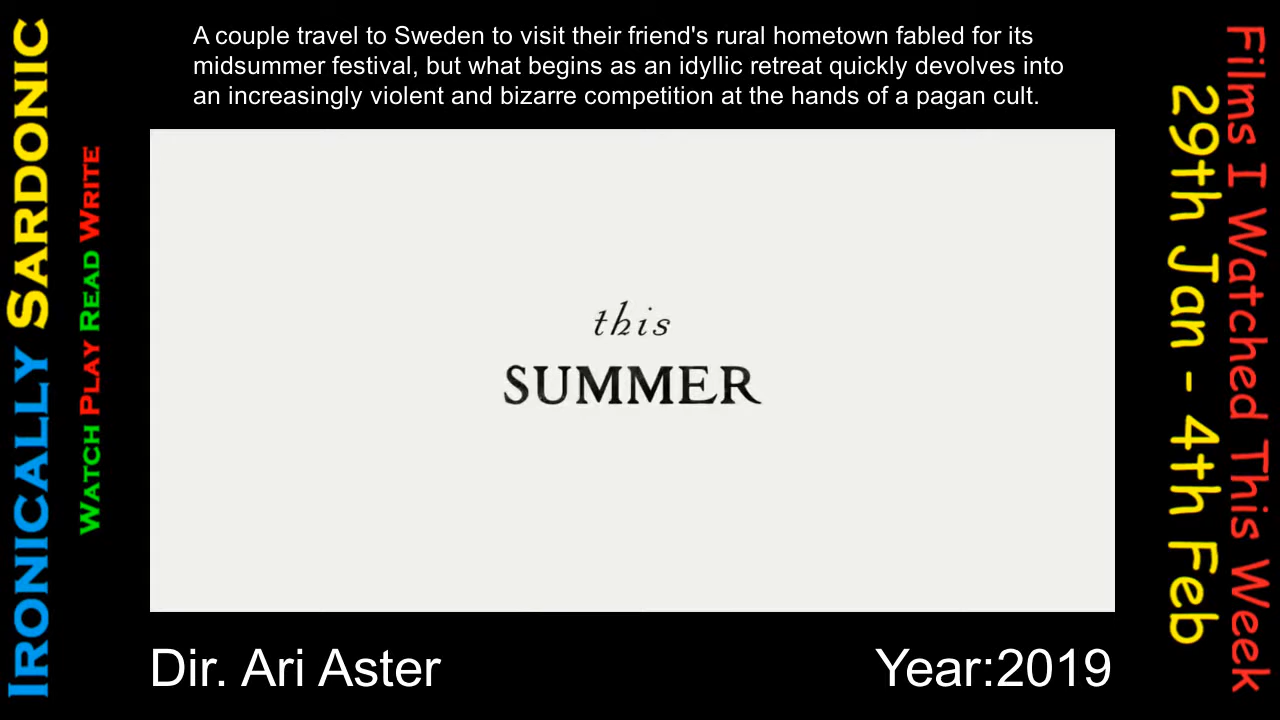 A couple travel to Sweden to visit their friend's rural hometown fabled for its
midsummer festival, but what begins as an idyllic retreat quickly devolves into
an increasingly violent and bizarre competition at the hands of a pagan cult.
IRONICALLY SARDONIC
WATCH PLAY READ WRITE
this
SUMMER
Films I Watched This Week
29th Jan - 4th Feb
Dir. Ari Aster
Year:2019